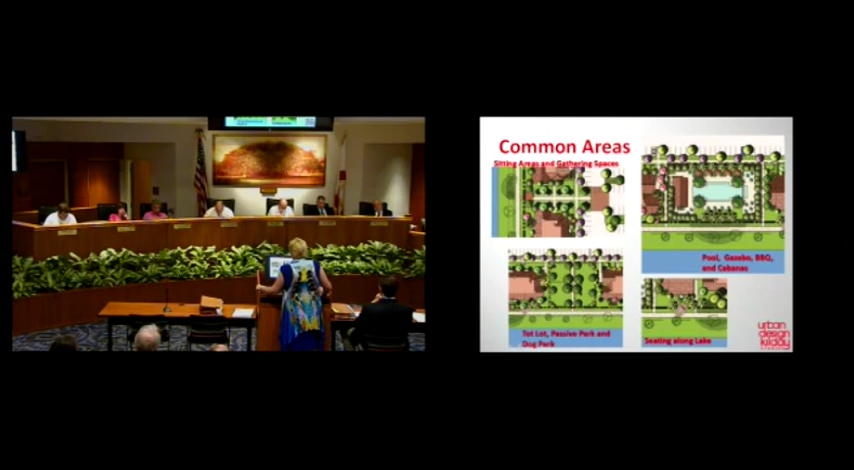 Common Areas
Sitting Areas and Gathering Spaces
Pool, Gazebo, BBQ,
and Cabanas
Tot Lot, Passive Park and
Dog Park
Seating along Lake
urban
design
kilday
STUDIOS